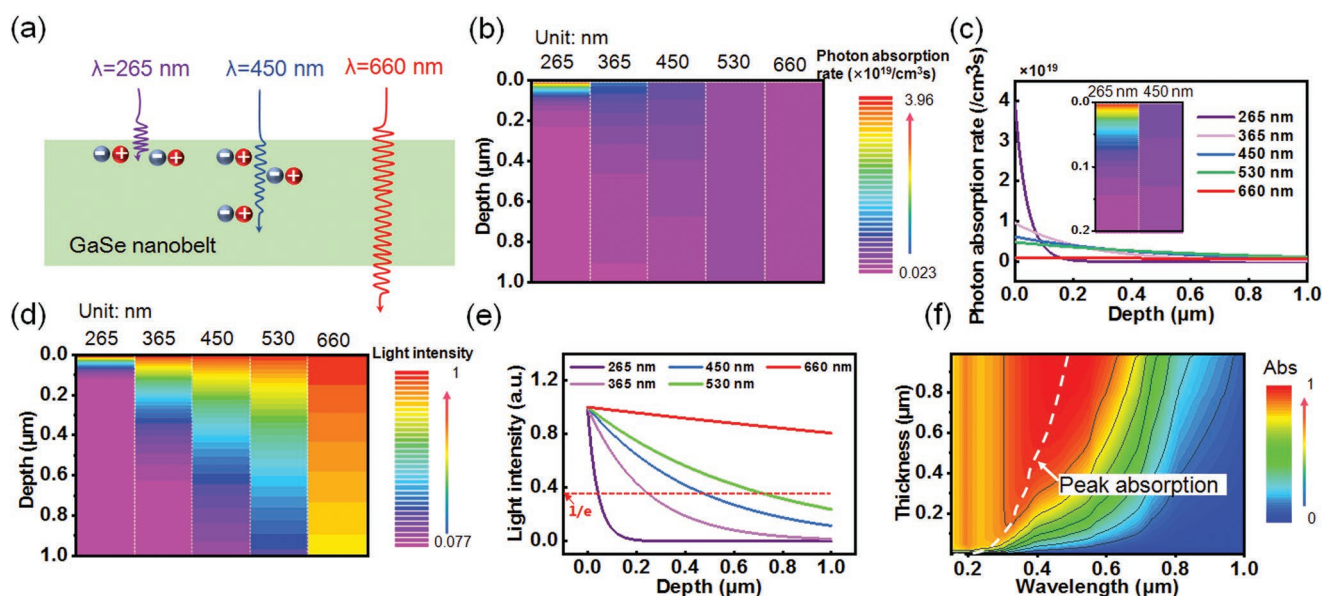 (a)
λ=265 nm
λ=450 nm
λ=660 nm
GaSe nanobelt
(b)
Unit: nm
265 365 450 530 660
Depth (μm)
0.0
0.2
0.4
0.6
0.8
1.0
Photon absorption
rate (×10¹⁹/cm³s)
3.96
0.023
(c)
×10¹⁹
Photon absorption rate (/cm³s)
4
3
2
1
0
265 nm 450 nm
0.0
0.1
0.2
265 nm
365 nm
450 nm
530 nm
660 nm
0.0 0.2 0.4 0.6 0.8 1.0
Depth (μm)
(d)
Unit: nm
265 365 450 530 660
Depth (μm)
0.0
0.2
0.4
0.6
0.8
1.0
Light intensity
1
0.077
(e)
Light intensity (a.u.)
1.2
0.8
0.4
0.0
265 nm 450 nm 660 nm
365 nm 530 nm
1/e
0.0 0.2 0.4 0.6 0.8 1.0
Depth (μm)
(f)
Thickness (μm)
0.8
0.6
0.4
0.2
Peak absorption
0.2 0.4 0.6 0.8 1.0
Wavelength (μm)
Abs
1
0